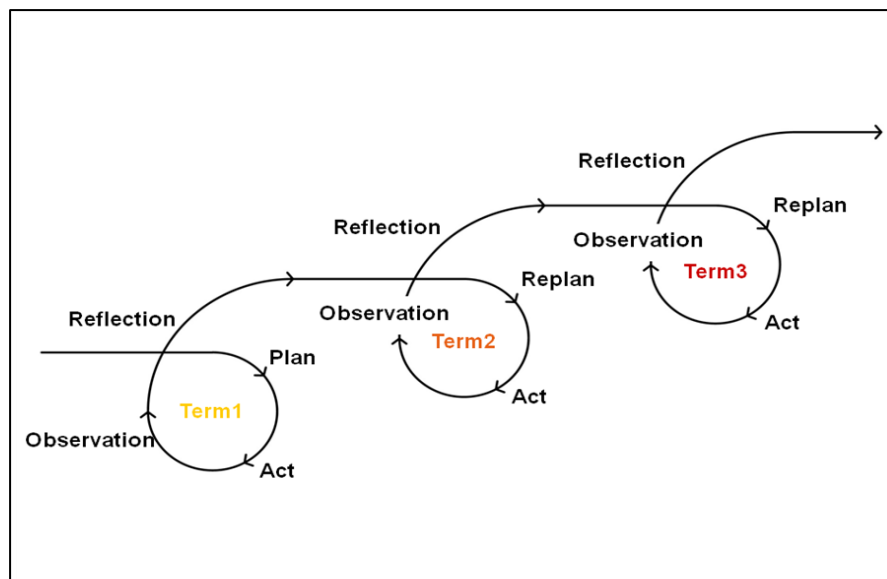 Reflection
Plan
Term1
Observation
Act
Reflection
Replan
Observation
Term2
Act
Reflection
Replan
Observation
Term3
Act